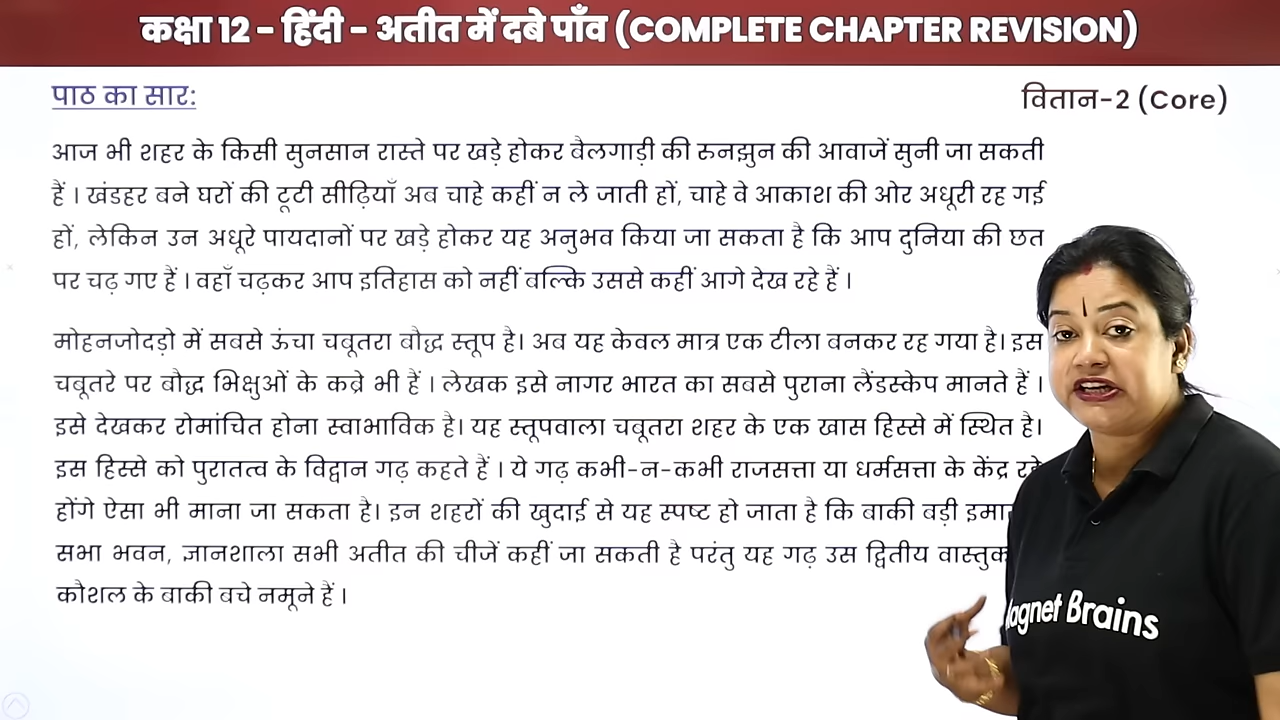 कक्षा 12 - हिंदी - अतीत में दबे पाँव (COMPLETE CHAPTER REVISION)
पाठ का सार:
वितान-2 (Core)
आज भी शहर के किसी सुनसान रास्ते पर खड़े होकर बैलगाड़ी की रुनझुन की आवाजें सुनी जा सकती
हैं । खंडहर बने घरों की टूटी सीढ़ियाँ अब चाहे कहीं न ले जाती हों, चाहे वे आकाश की ओर अधूरी रह गई
हों, लेकिन उन अधूरे पायदानों पर खड़े होकर यह अनुभव किया जा सकता है कि आप दुनिया की छत
पर चढ़ गए हैं । वहाँ चढ़कर आप इतिहास को नहीं बल्कि उससे कहीं आगे देख रहे हैं ।
मोहनजोदड़ो में सबसे ऊंचा चबूतरा बौद्ध स्तूप है। अब यह केवल मात्र एक टीला बनकर रह गया है। इस
चबूतरे पर बौद्ध भिक्षुओं के कब्रे भी हैं । लेखक इसे नागर भारत का सबसे पुराना लैंडस्केप मानते हैं ।
इसे देखकर रोमांचित होना स्वाभाविक है। यह स्तूपवाला चबूतरा शहर के एक खास हिस्से में स्थित है।
इस हिस्से को पुरातत्व के विद्वान गढ़ कहते हैं । ये गढ़ कभी-न-कभी राजसत्ता या धर्मसत्ता के केंद्र
होंगे ऐसा भी माना जा सकता है। इन शहरों की खुदाई से यह स्पष्ट हो जाता है कि बाकी बड़ी
सभा भवन, ज्ञानशाला सभी अतीत की चीजें कहीं जा सकती है परंतु यह गढ़ उस द्वितीय
कौशल के बाकी बचे नमूने हैं ।
Brains